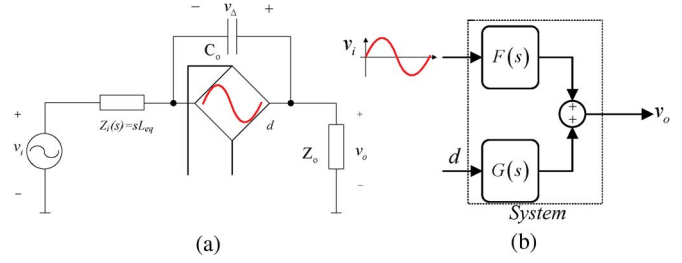 − v_Δ +
C_o
+
Z_i(s)=sL_eq
v_i
−
d
Z_o
+
v_o
−
(a)
v_i
F(s)
+
+
v_o
d
G(s)
System
(b)